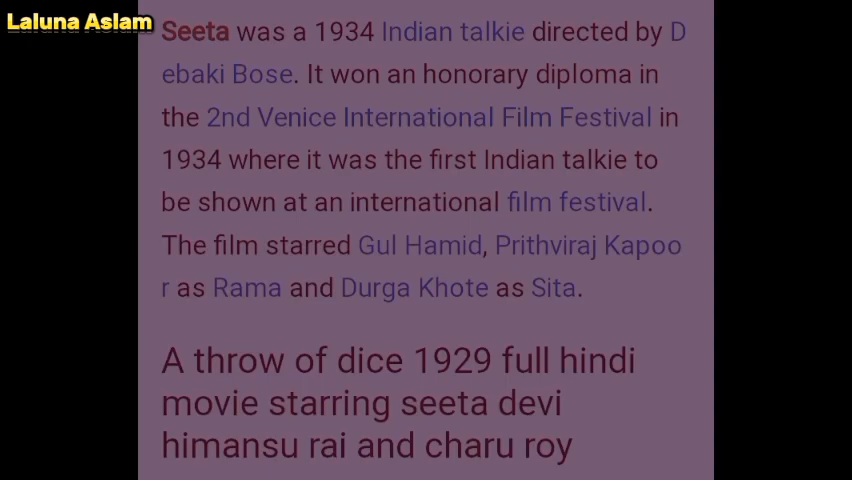 Laluna Aslam
Seeta was a 1934 Indian talkie directed by D
ebaki Bose. It won an honorary diploma in
the 2nd Venice International Film Festival in
1934 where it was the first Indian talkie to
be shown at an international film festival.
The film starred Gul Hamid, Prithviraj Kapoo
r as Rama and Durga Khote as Sita.
A throw of dice 1929 full hindi
movie starring seeta devi
himansu rai and charu roy